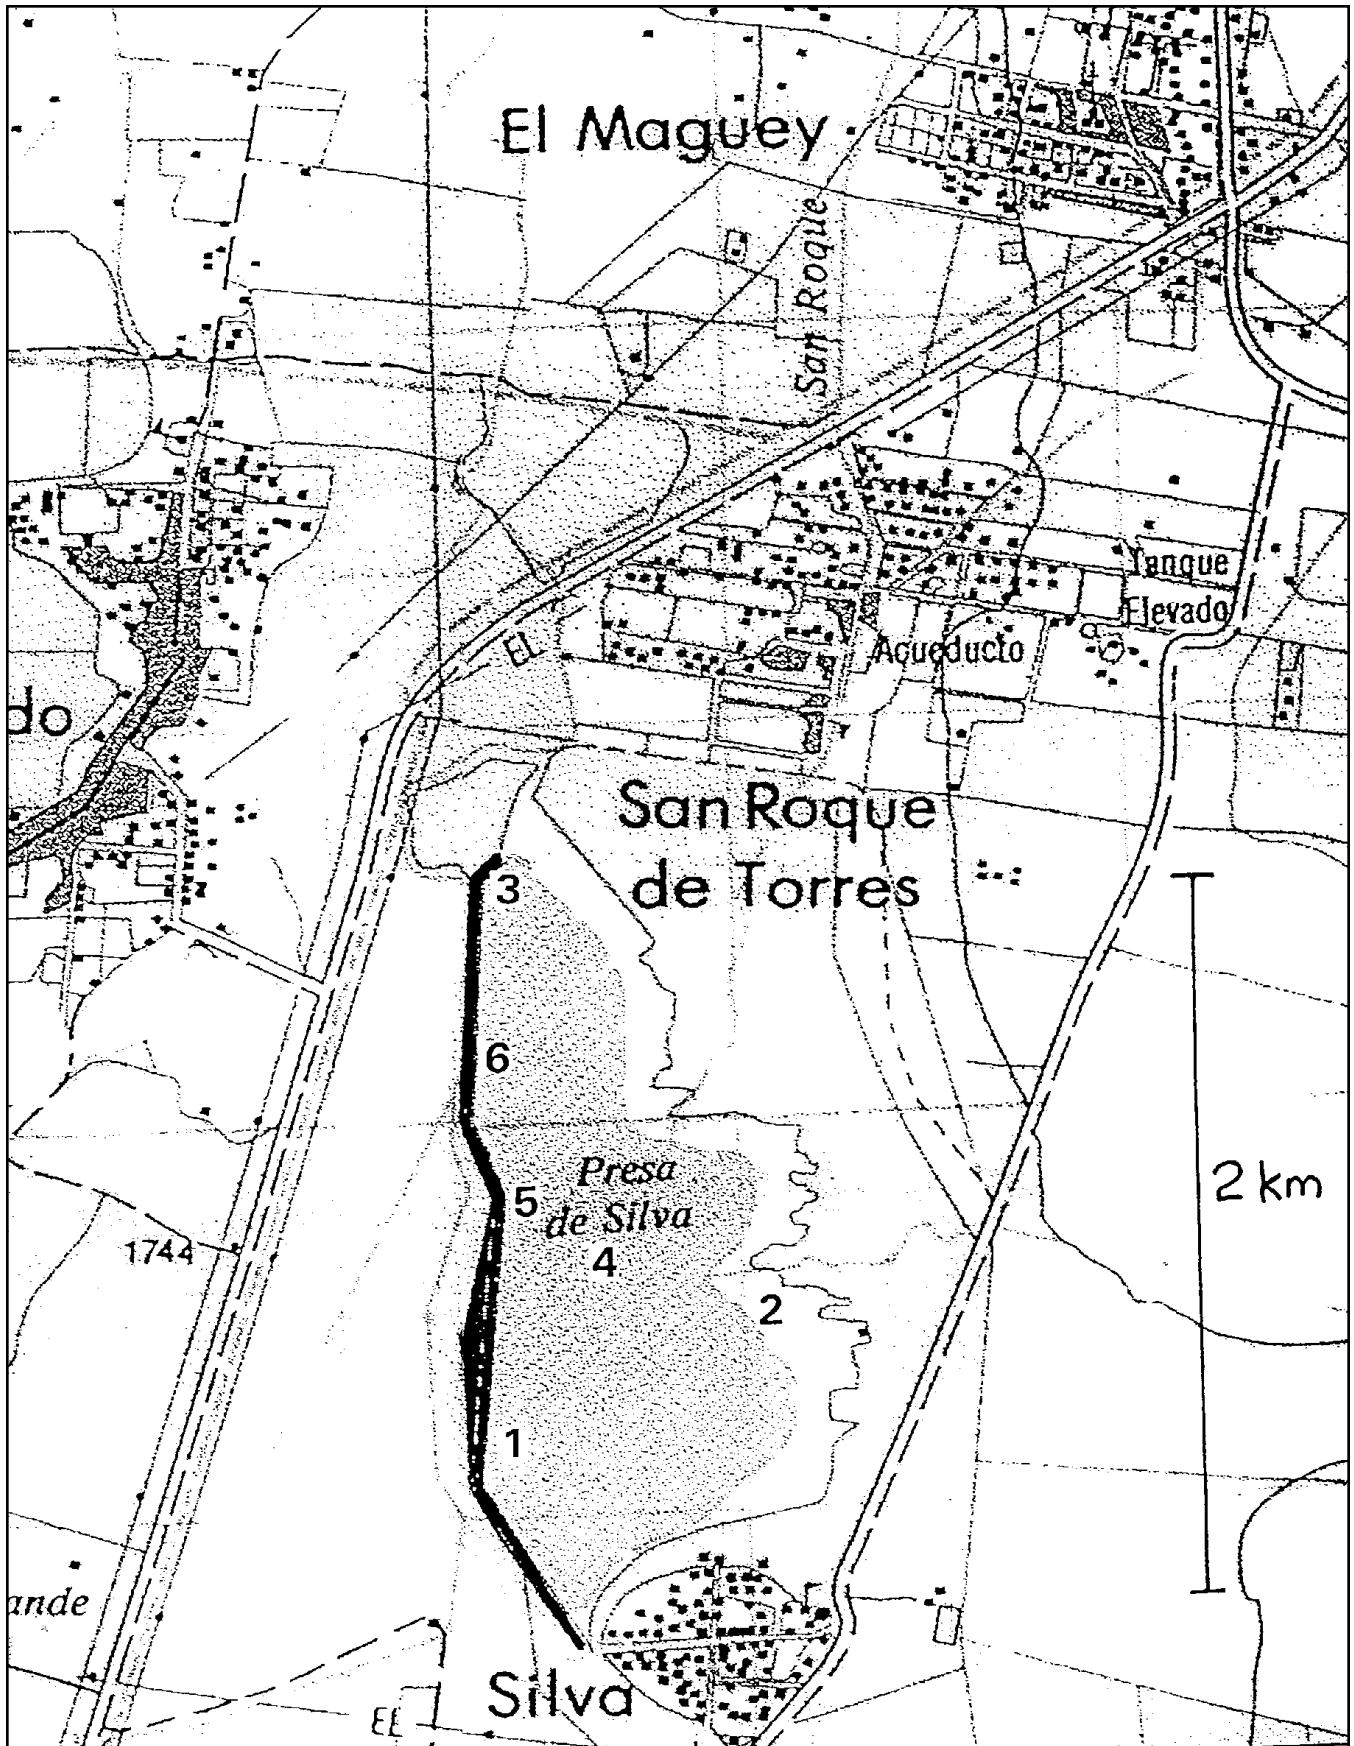 El Maguey
San Roque
Tanque
Elevado
EL
Acueducto
do
San Roque
de Torres
3
6
Presa
de Silva
5
4
2 km
1744
2
1
ande
Silva
EL